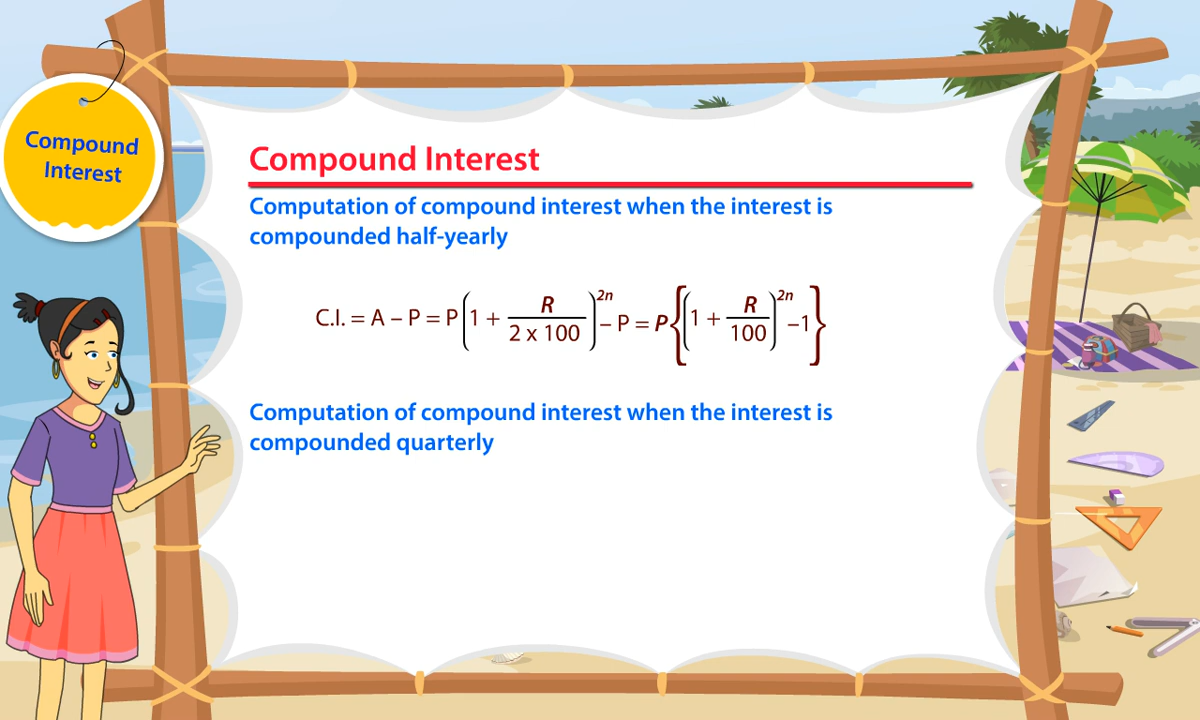 Compound
Interest
Compound Interest
Computation of compound interest when the interest is
compounded half-yearly
C.I. = A – P = P(1 + R/(2 x 100))^2n – P = P{(1 + R/100)^2n –1}
Computation of compound interest when the interest is
compounded quarterly